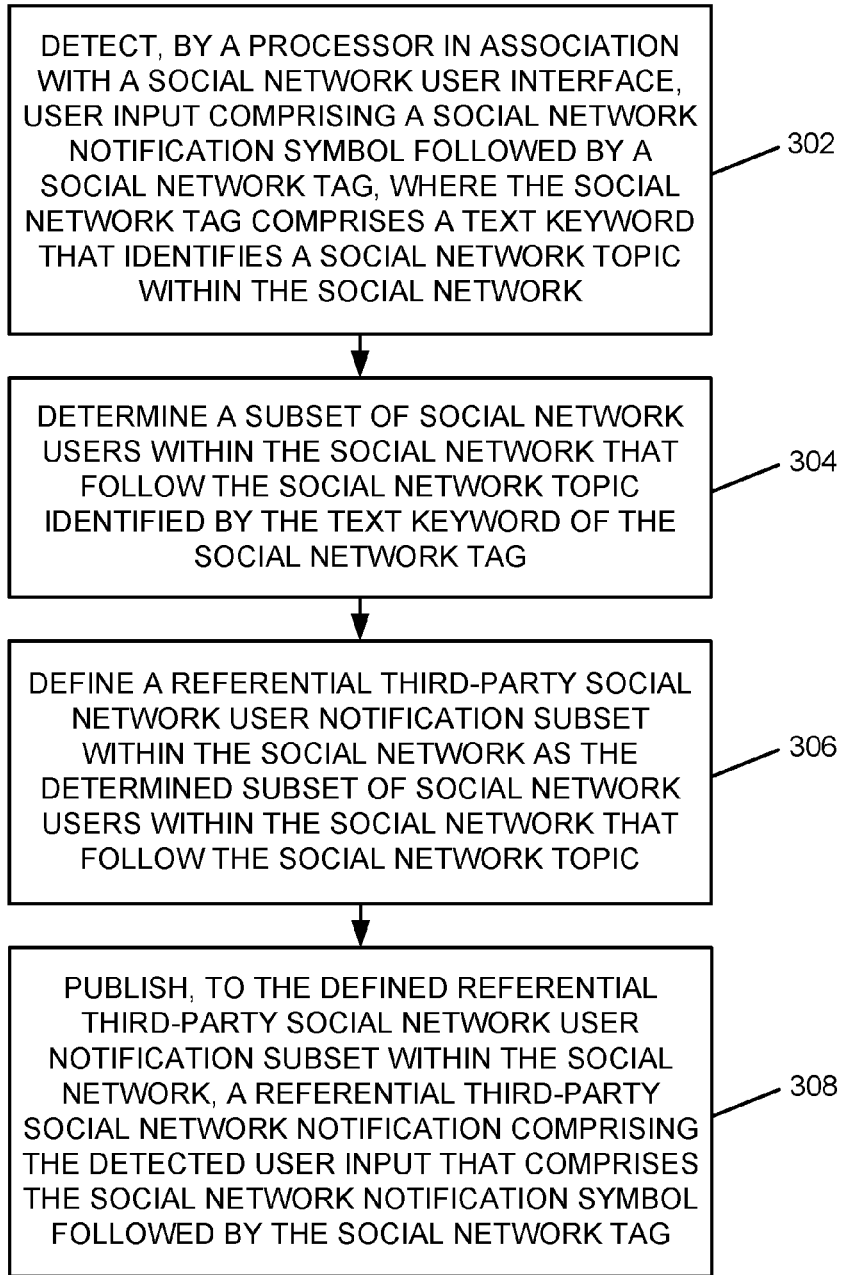 DETECT, BY A PROCESSOR IN ASSOCIATION
WITH A SOCIAL NETWORK USER INTERFACE,
USER INPUT COMPRISING A SOCIAL NETWORK
NOTIFICATION SYMBOL FOLLOWED BY A
SOCIAL NETWORK TAG, WHERE THE SOCIAL
NETWORK TAG COMPRISES A TEXT KEYWORD
THAT IDENTIFIES A SOCIAL NETWORK TOPIC
WITHIN THE SOCIAL NETWORK
302
DETERMINE A SUBSET OF SOCIAL NETWORK
USERS WITHIN THE SOCIAL NETWORK THAT
FOLLOW THE SOCIAL NETWORK TOPIC
IDENTIFIED BY THE TEXT KEYWORD OF THE
SOCIAL NETWORK TAG
304
DEFINE A REFERENTIAL THIRD-PARTY SOCIAL
NETWORK USER NOTIFICATION SUBSET
WITHIN THE SOCIAL NETWORK AS THE
DETERMINED SUBSET OF SOCIAL NETWORK
USERS WITHIN THE SOCIAL NETWORK THAT
FOLLOW THE SOCIAL NETWORK TOPIC
306
PUBLISH, TO THE DEFINED REFERENTIAL
THIRD-PARTY SOCIAL NETWORK USER
NOTIFICATION SUBSET WITHIN THE SOCIAL
NETWORK, A REFERENTIAL THIRD-PARTY
SOCIAL NETWORK NOTIFICATION COMPRISING
THE DETECTED USER INPUT THAT COMPRISES
THE SOCIAL NETWORK NOTIFICATION SYMBOL
FOLLOWED BY THE SOCIAL NETWORK TAG
308